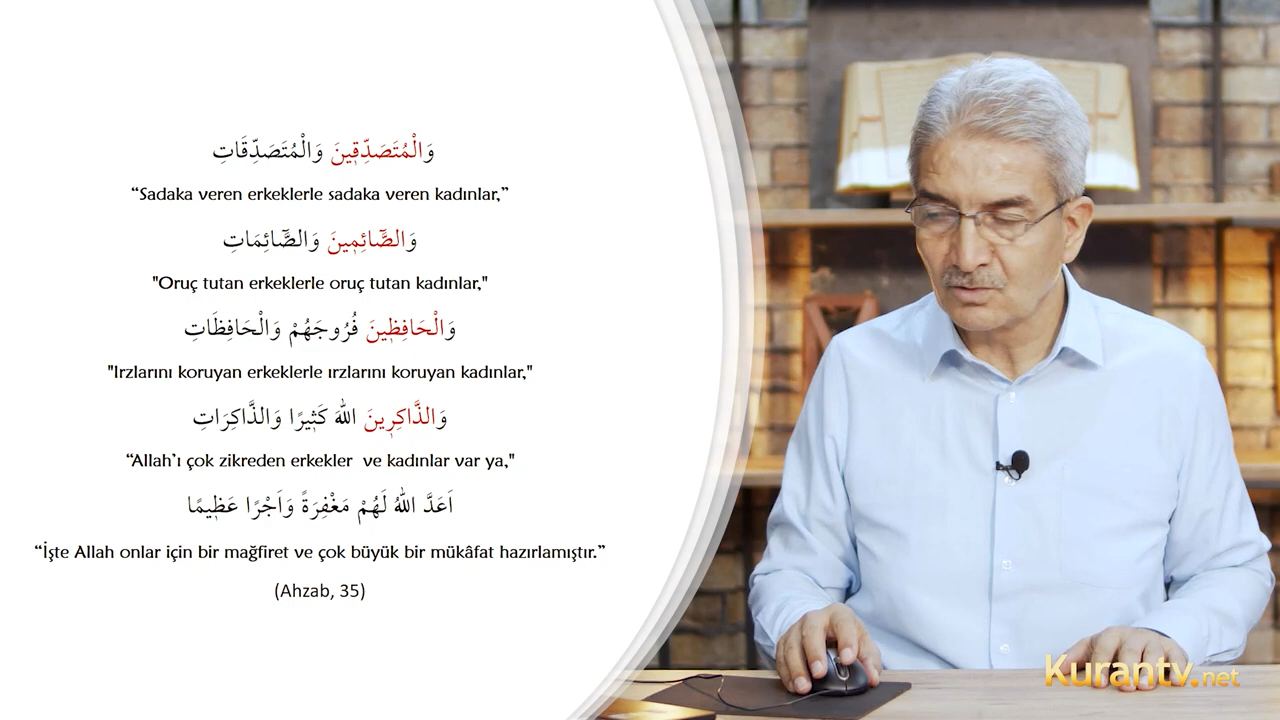 وَالْمُتَصَدِّقٖينَ وَالْمُتَصَدِّقَاتِ
“Sadaka veren erkeklerle sadaka veren kadınlar,”
وَالصَّٓائِمٖينَ وَالصَّٓائِمَاتِ
"Oruç tutan erkeklerle oruç tutan kadınlar,"
وَالْحَافِظٖينَ فُرُوجَهُمْ وَالْحَافِظَاتِ
"Irzlarını koruyan erkeklerle ırzlarını koruyan kadınlar,"
وَالذَّاكِرٖينَ اللّٰهَ كَثٖيرًا وَالذَّاكِرَاتِ
“Allah’ı çok zikreden erkekler ve kadınlar var ya,"
اَعَدَّ اللّٰهُ لَهُمْ مَغْفِرَةً وَاَجْرًا عَظٖيمًا
“İşte Allah onlar için bir mağfiret ve çok büyük bir mükâfat hazırlamıştır.”
(Ahzab, 35)
Kurantv.net